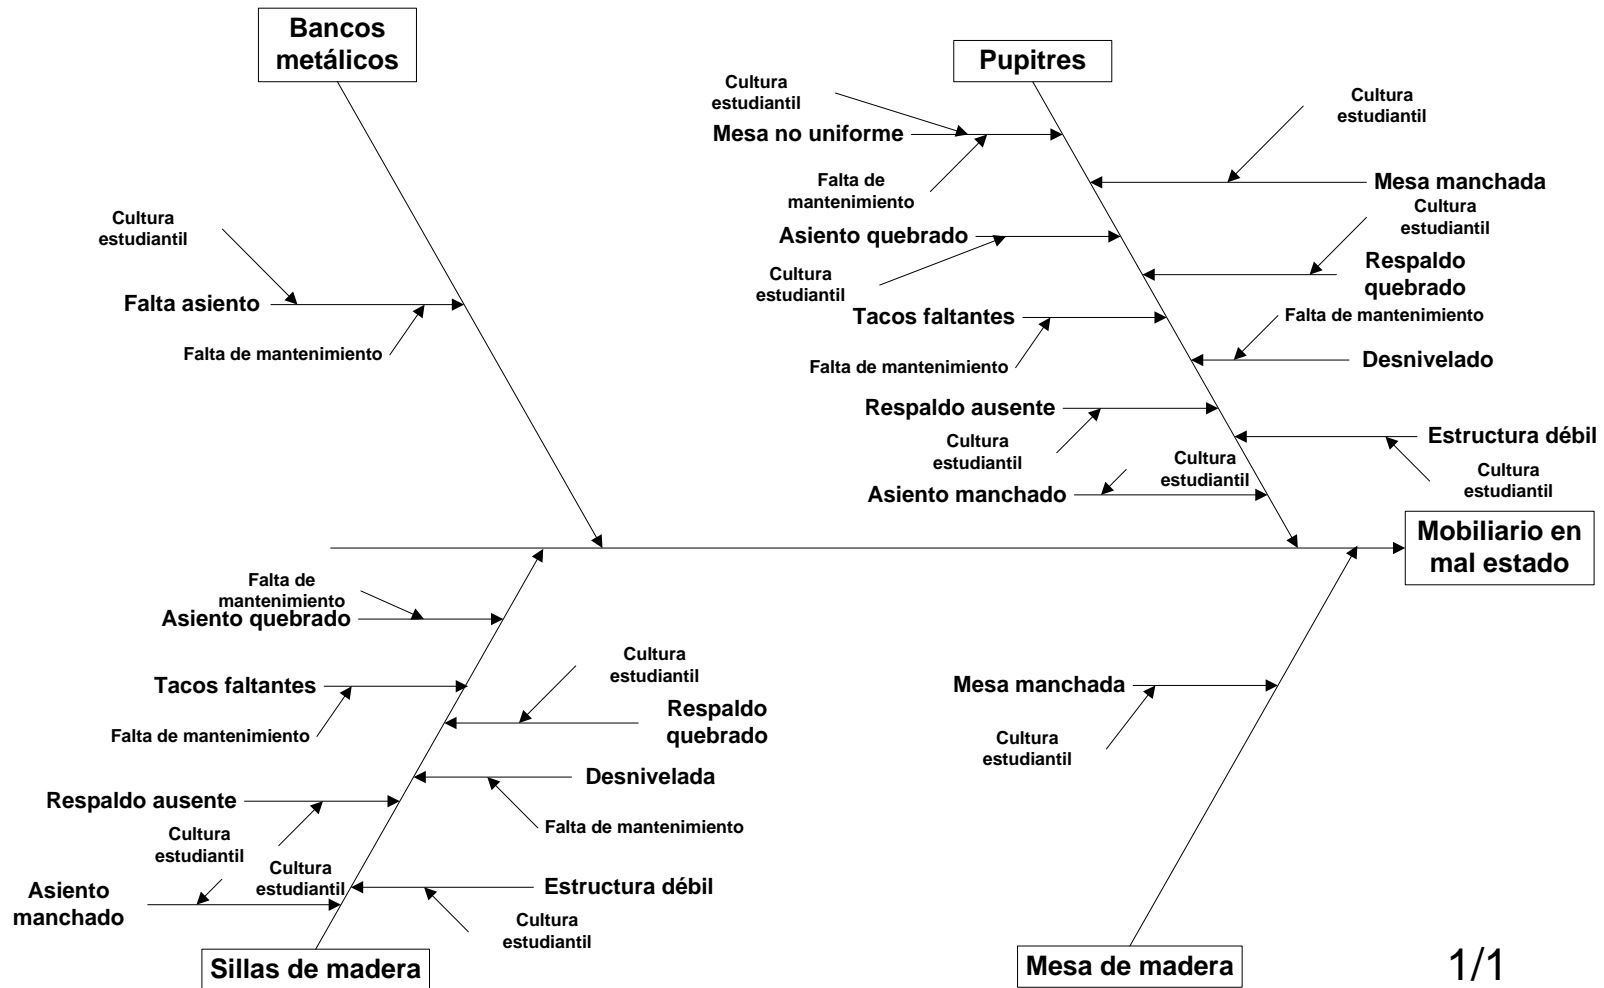 Bancos
metálicos
Pupitres
Cultura
estudiantil
Cultura
estudiantil
Mesa no uniforme
Falta de
mantenimiento
Mesa manchada
Cultura
estudiantil
Cultura
estudiantil
Asiento quebrado
Cultura
estudiantil
Respaldo
quebrado
Falta asiento
Tacos faltantes
Falta de mantenimiento
Falta de mantenimiento
Falta de mantenimiento
Desnivelado
Respaldo ausente
Cultura
estudiantil
Estructura débil
Cultura
estudiantil
Cultura
estudiantil
Asiento manchado
Mobiliario en
mal estado
Falta de
mantenimiento
Asiento quebrado
Cultura
estudiantil
Tacos faltantes
Mesa manchada
Respaldo
quebrado
Falta de mantenimiento
Cultura
estudiantil
Desnivelada
Respaldo ausente
Falta de mantenimiento
Cultura
estudiantil
Cultura
estudiantil
Estructura débil
Asiento
manchado
Cultura
estudiantil
Sillas de madera
Mesa de madera
1/1